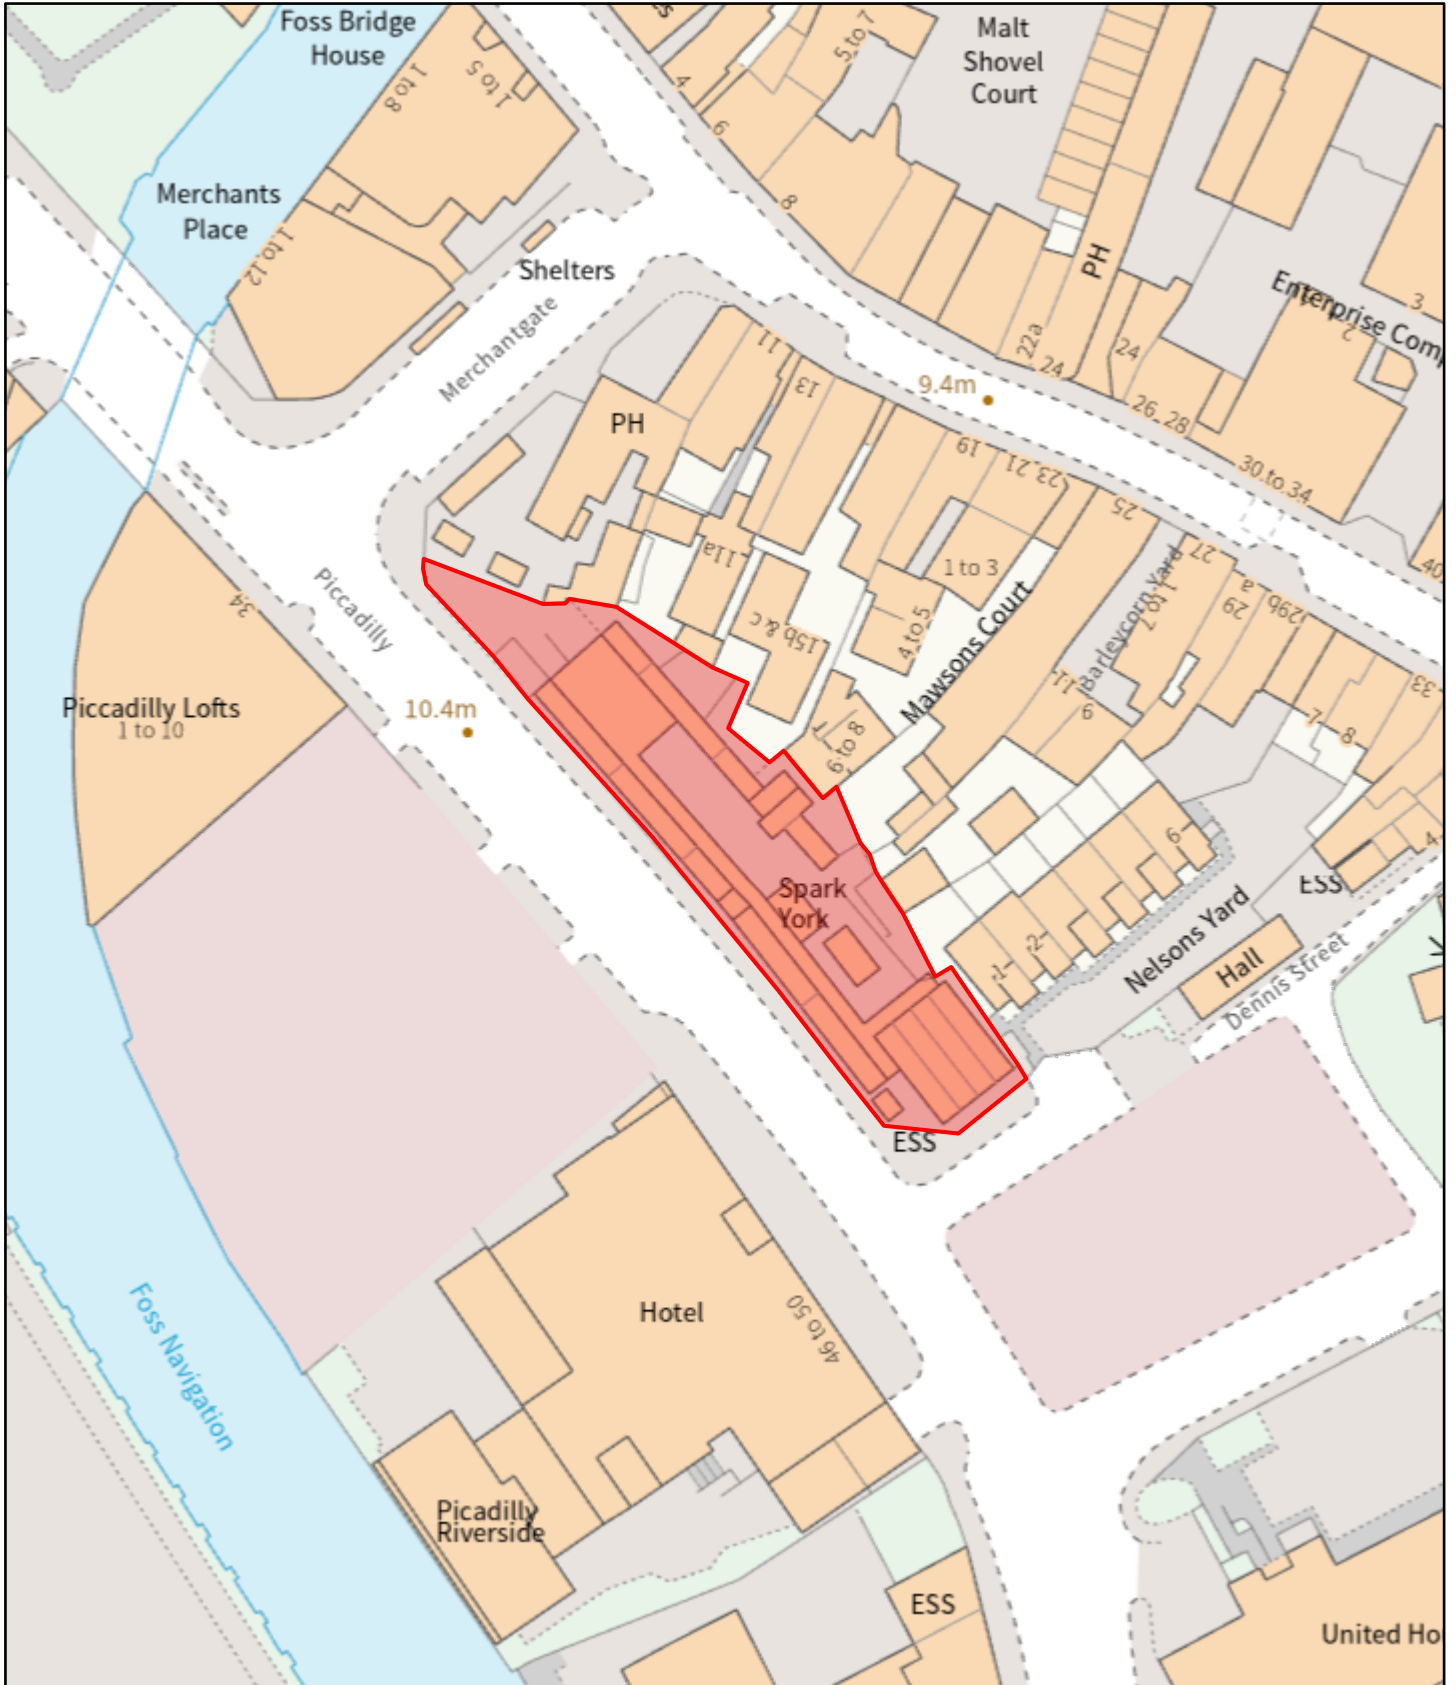 Foss Bridge
House
1 to 8
1 to 5
4
6
8
5 to 7
Malt
Shovel
Court
PH
Enterprise Com
3
2
Merchants
Place
1 to 12
Shelters
Merchantgate
22a
24
24
26
28
30 to 34
40
9.4m
11
13
PH
19
21
23
21
25
27
11a
15b & c
1 to 3
4 to 5
Mawsons Court
Barleycorn Yard
1 to 7
29
a
29b
33
11
9
7
8
7
6 to 8
34
Piccadilly
Piccadilly Lofts
1 to 10
10.4m
Spark
York
6
2
1
Nelsons Yard
ESS
4
Hall
Dennis Street
ESS
Hotel
46 to 50
Foss Navigation
Picadilly
Riverside
ESS
United Ho